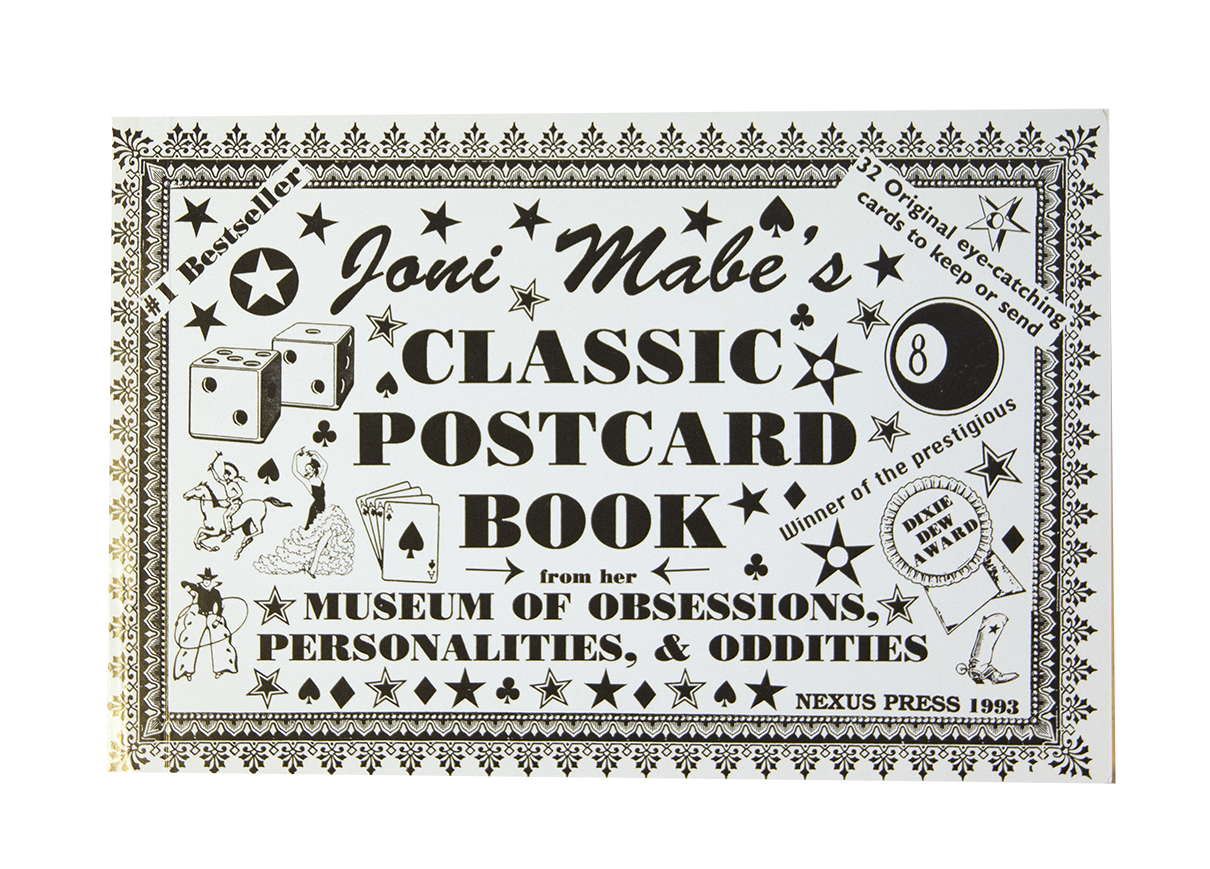 #1 Bestseller
32 Original eye-catching
cards to keep or send
Joni Mabe's
CLASSIC
POSTCARD
BOOK
8
Winner of the prestigious
DIXIE
DEW
AWARD
A A A A
A
from her
MUSEUM OF OBSESSIONS,
PERSONALITIES, & ODDITIES
NEXUS PRESS 1993